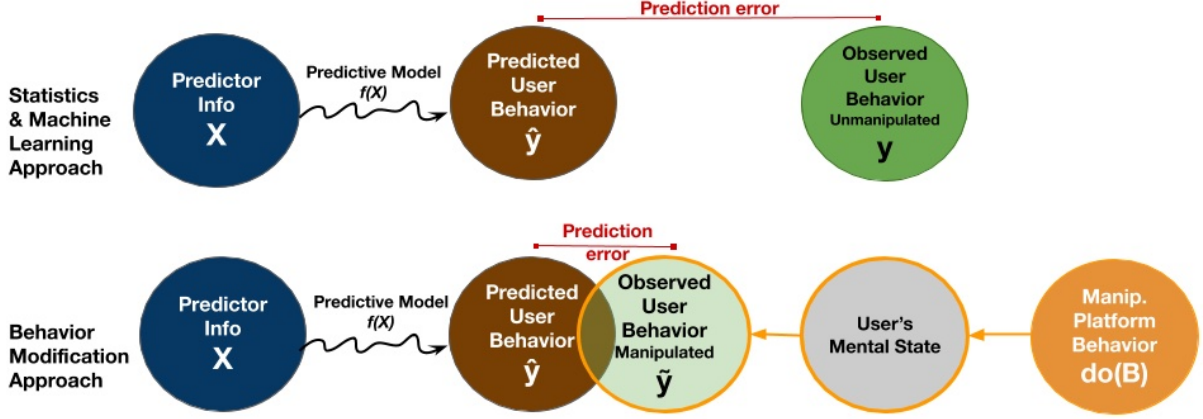 Prediction error
Statistics
& Machine
Learning
Approach
Predictor
Info
X
Predictive Model
f(X)
Predicted
User
Behavior
ŷ
Observed
User
Behavior
Unmanipulated
y
Prediction
error
Behavior
Modification
Approach
Predictor
Info
X
Predictive Model
f(X)
Predicted
User
Behavior
ŷ
Observed
User
Behavior
Manipulated
ỹ
User's
Mental State
Manip.
Platform
Behavior
do(B)